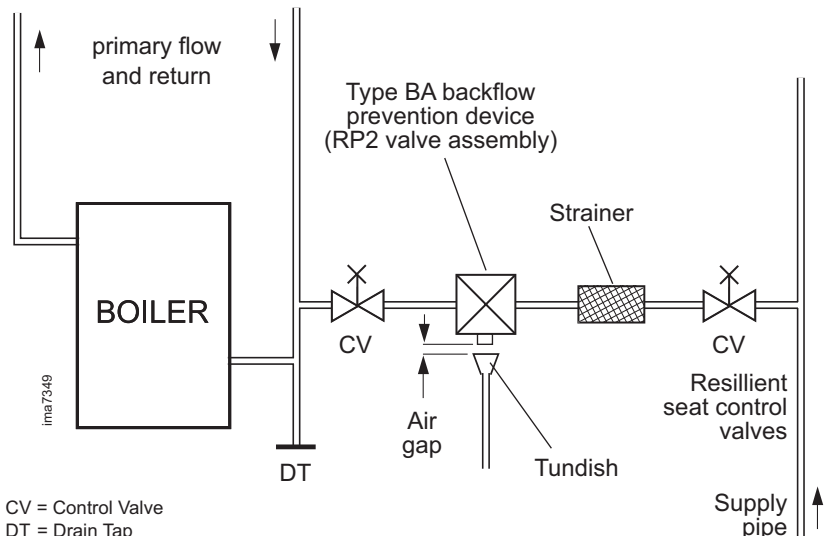 primary flow
and return
Type BA backflow
prevention device
(RP2 valve assembly)
Strainer
BOILER
CV
CV
ima7349
Air
gap
Resillient
seat control
valves
Tundish
DT
CV = Control Valve
DT = Drain Tap
Supply
pipe